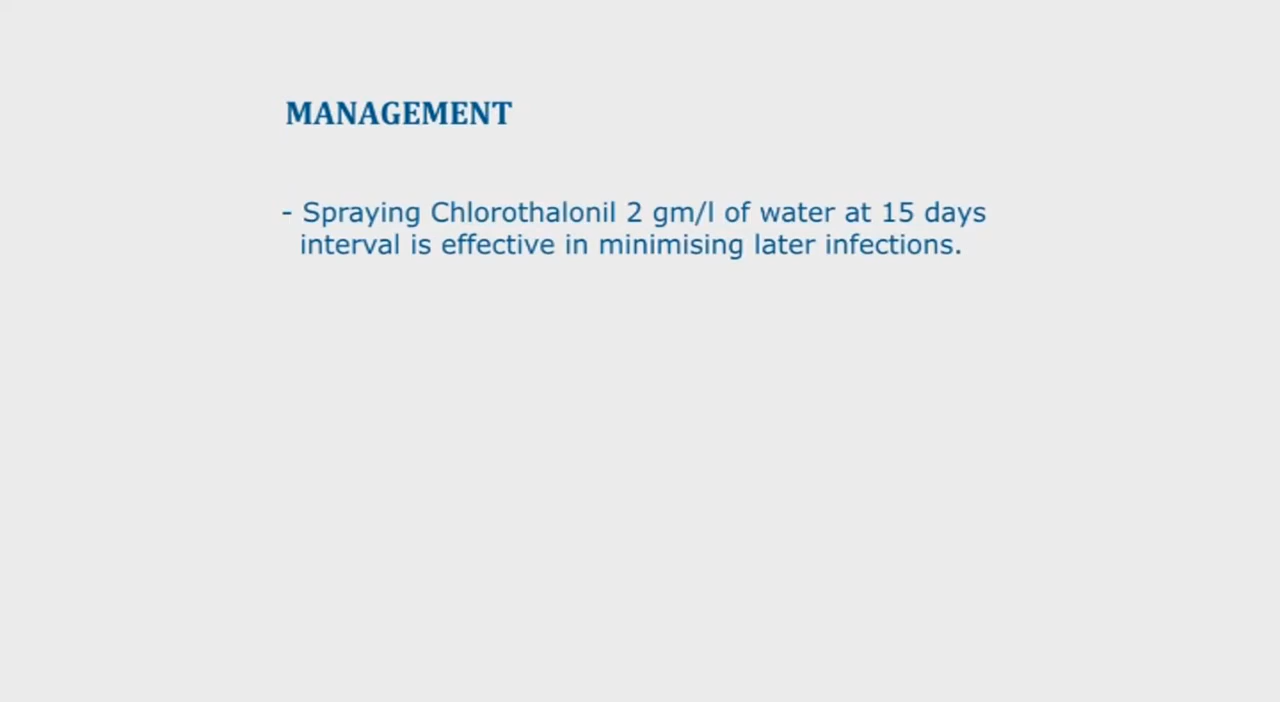 MANAGEMENT
- Spraying Chlorothalonil 2 gm/l of water at 15 days
interval is effective in minimising later infections.